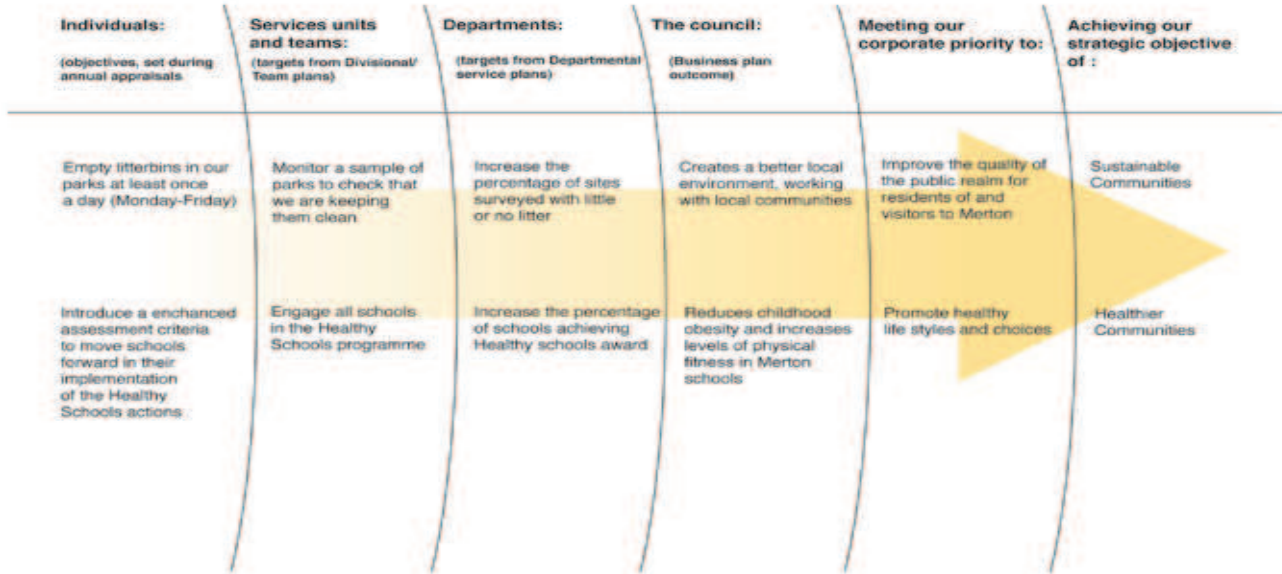 Individuals:
(objectives, set during
annual appraisals
Services units
and teams:
(targets from Divisional/
Team plans)
Departments:
(targets from Departmental
service plans)
The council:
(Business plan
outcome)
Meeting our
corporate priority to:
Achieving our
strategic objective
of :
Empty litterbins in our
parks at least once
a day (Monday-Friday)
Monitor a sample of
parks to check that
we are keeping
them clean
Increase the
percentage of sites
surveyed with little
or no litter
Creates a better local
environment, working
with local communities
Improve the quality of
the public realm for
residents of and
visitors to Merton
Sustainable
Communities
Introduce a enchanced
assessment criteria
to move schools
forward in their
implementation
of the Healthy
Schools actions
Engage all schools
in the Healthy
Schools programme
Increase the percentage
of schools achieving
Healthy schools award
Reduces childhood
obesity and increases
levels of physical
fitness in Merton
schools
Promote healthy
life styles and choices
Healthier
Communities